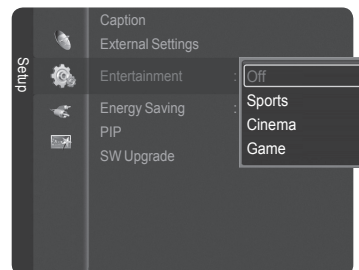 Setup
Caption
External Settings
Entertainment : Off
Sports
Energy Saving :
Cinema
PIP
Game
SW Upgrade